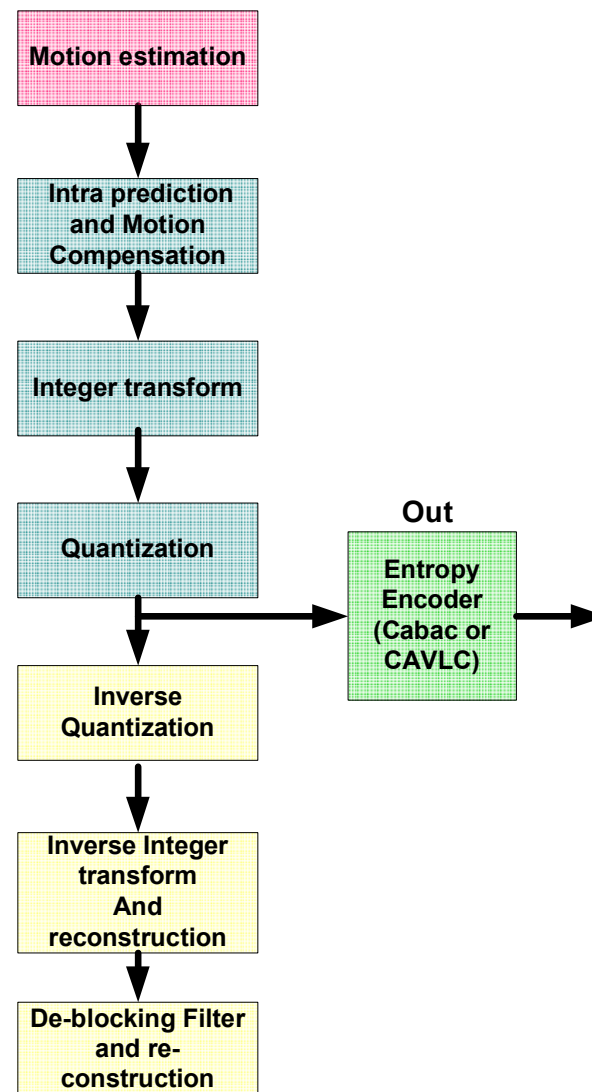 Motion estimation
Intra prediction
and Motion
Compensation
Integer transform
Quantization
Out
Entropy
Encoder
(Cabac or
CAVLC)
Inverse
Quantization
Inverse Integer
transform
And
reconstruction
De-blocking Filter
and re-
construction